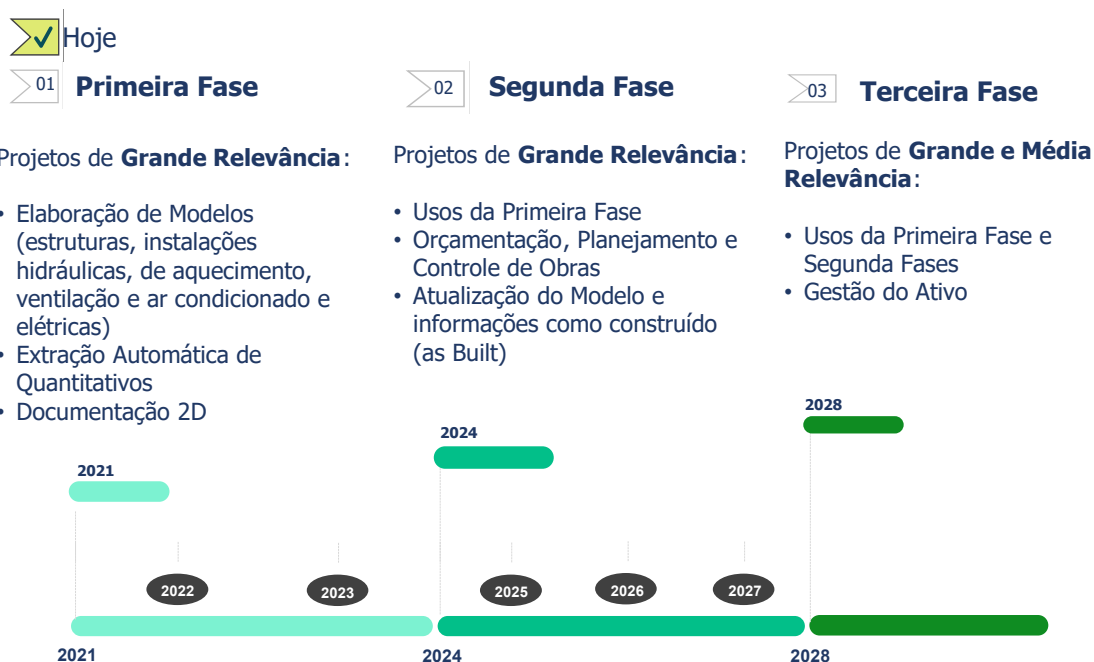 Hoje
01 Primeira Fase
Projetos de Grande Relevância:
• Elaboração de Modelos
(estruturas, instalações
hidráulicas, de aquecimento,
ventilação e ar condicionado e
elétricas)
• Extração Automática de
Quantitativos
• Documentação 2D
02 Segunda Fase
Projetos de Grande Relevância:
• Usos da Primeira Fase
• Orçamentação, Planejamento e
Controle de Obras
• Atualização do Modelo e
informações como construído
(as Built)
03 Terceira Fase
Projetos de Grande e Média
Relevância:
• Usos da Primeira Fase e
Segunda Fases
• Gestão do Ativo
2021
2024
2028
2022
2023
2025
2026
2027
2021
2024
2028